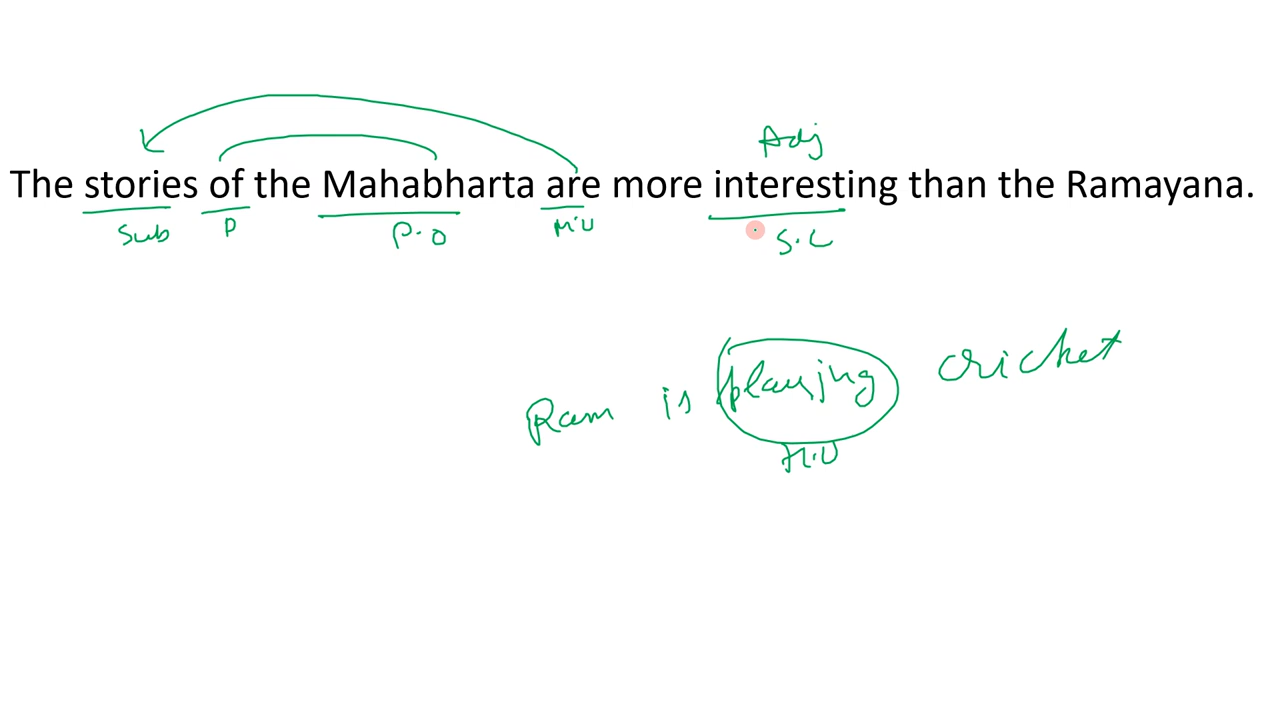 Adj
The stories of the Mahabharta are more interesting than the Ramayana.
Sub P P.O M.V S.C
Ram is playing cricket
M.V